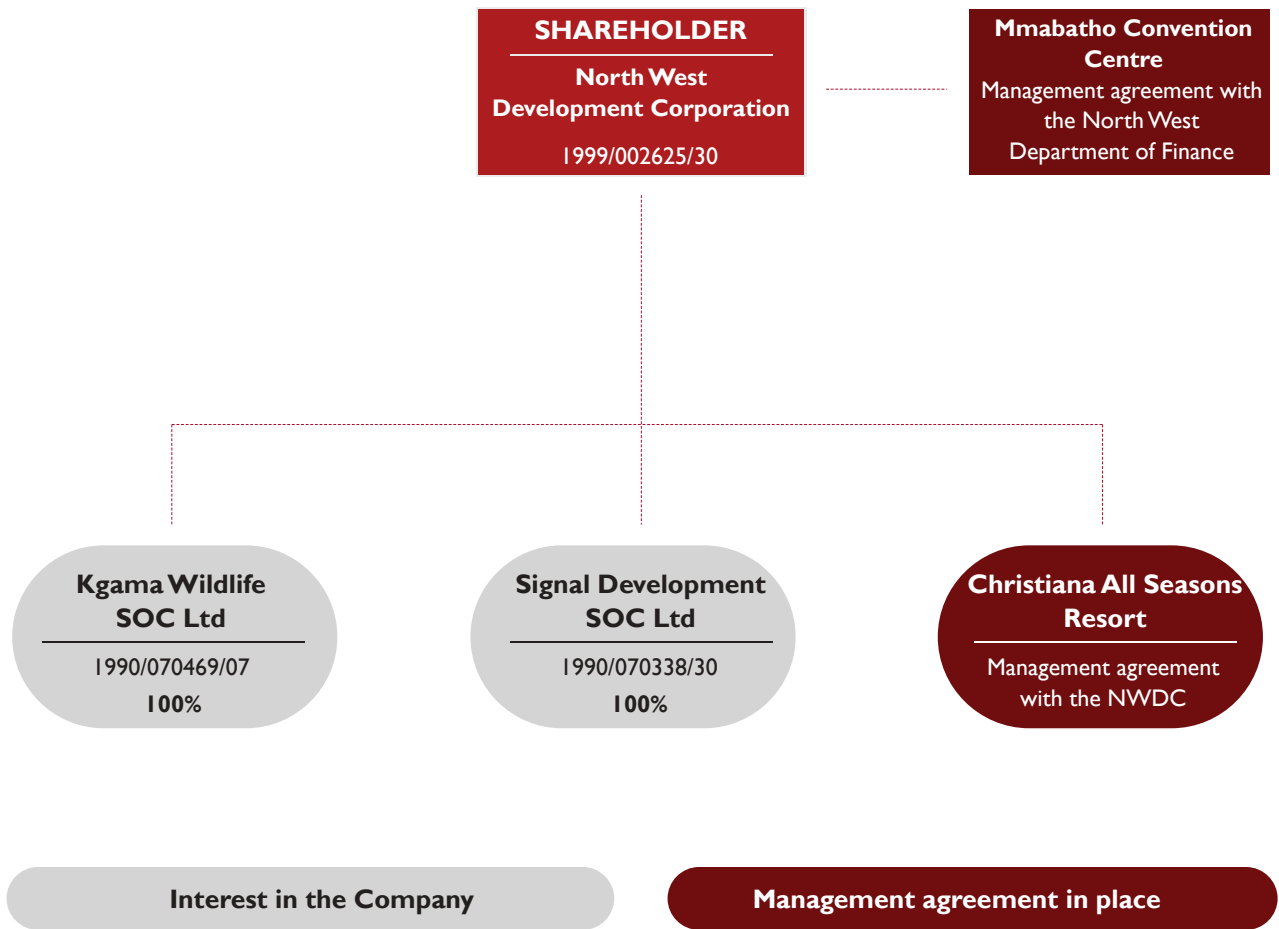 SHAREHOLDER
North West
Development Corporation
1999/002625/30
Mmabatho Convention
Centre
Management agreement with
the North West
Department of Finance
Kgama Wildlife
SOC Ltd
1990/070469/07
100%
Signal Development
SOC Ltd
1990/070338/30
100%
Christiana All Seasons
Resort
Management agreement
with the NWDC
Interest in the Company
Management agreement in place